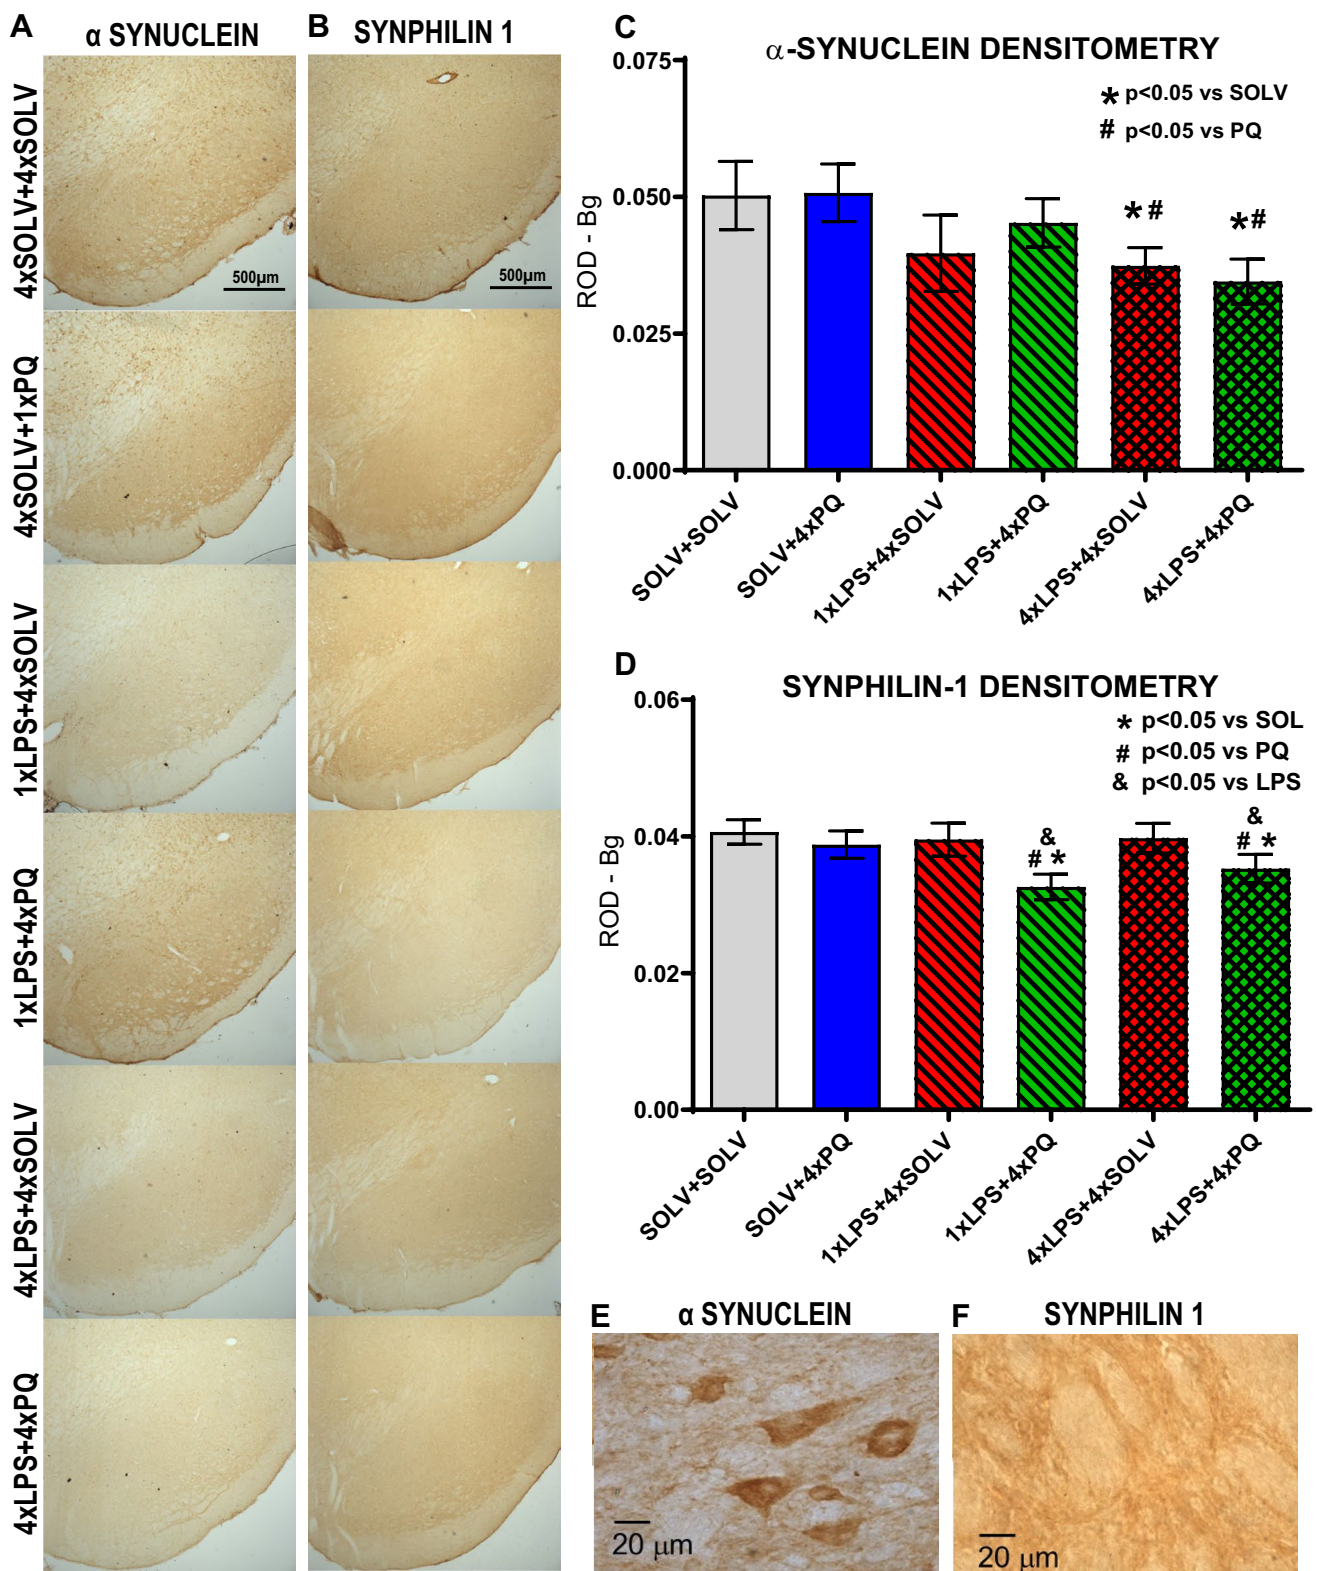 A
α SYNUCLEIN
B
SYNPHILIN 1
4xSOLV+4xSOLV
4xSOLV+1xPQ
1xLPS+4xSOLV
1xLPS+4xPQ
4xLPS+4xSOLV
4xLPS+4xPQ
500µm
500µm
C
α-SYNUCLEIN DENSITOMETRY
* p<0.05 vs SOLV
# p<0.05 vs PQ
ROD - Bg
0.075
0.050
0.025
0.000
*#
*#
SOLV+SOLV
SOLV+4xPQ
1xLPS+4xSOLV
1xLPS+4xPQ
4xLPS+4xSOLV
4xLPS+4xPQ
D
SYNPHILIN-1 DENSITOMETRY
* p<0.05 vs SOL
# p<0.05 vs PQ
& p<0.05 vs LPS
ROD - Bg
0.06
0.04
0.02
0.00
&
# *
&
# *
SOLV+SOLV
SOLV+4xPQ
1xLPS+4xSOLV
1xLPS+4xPQ
4xLPS+4xSOLV
4xLPS+4xPQ
E
α SYNUCLEIN
20 µm
F
SYNPHILIN 1
20 µm